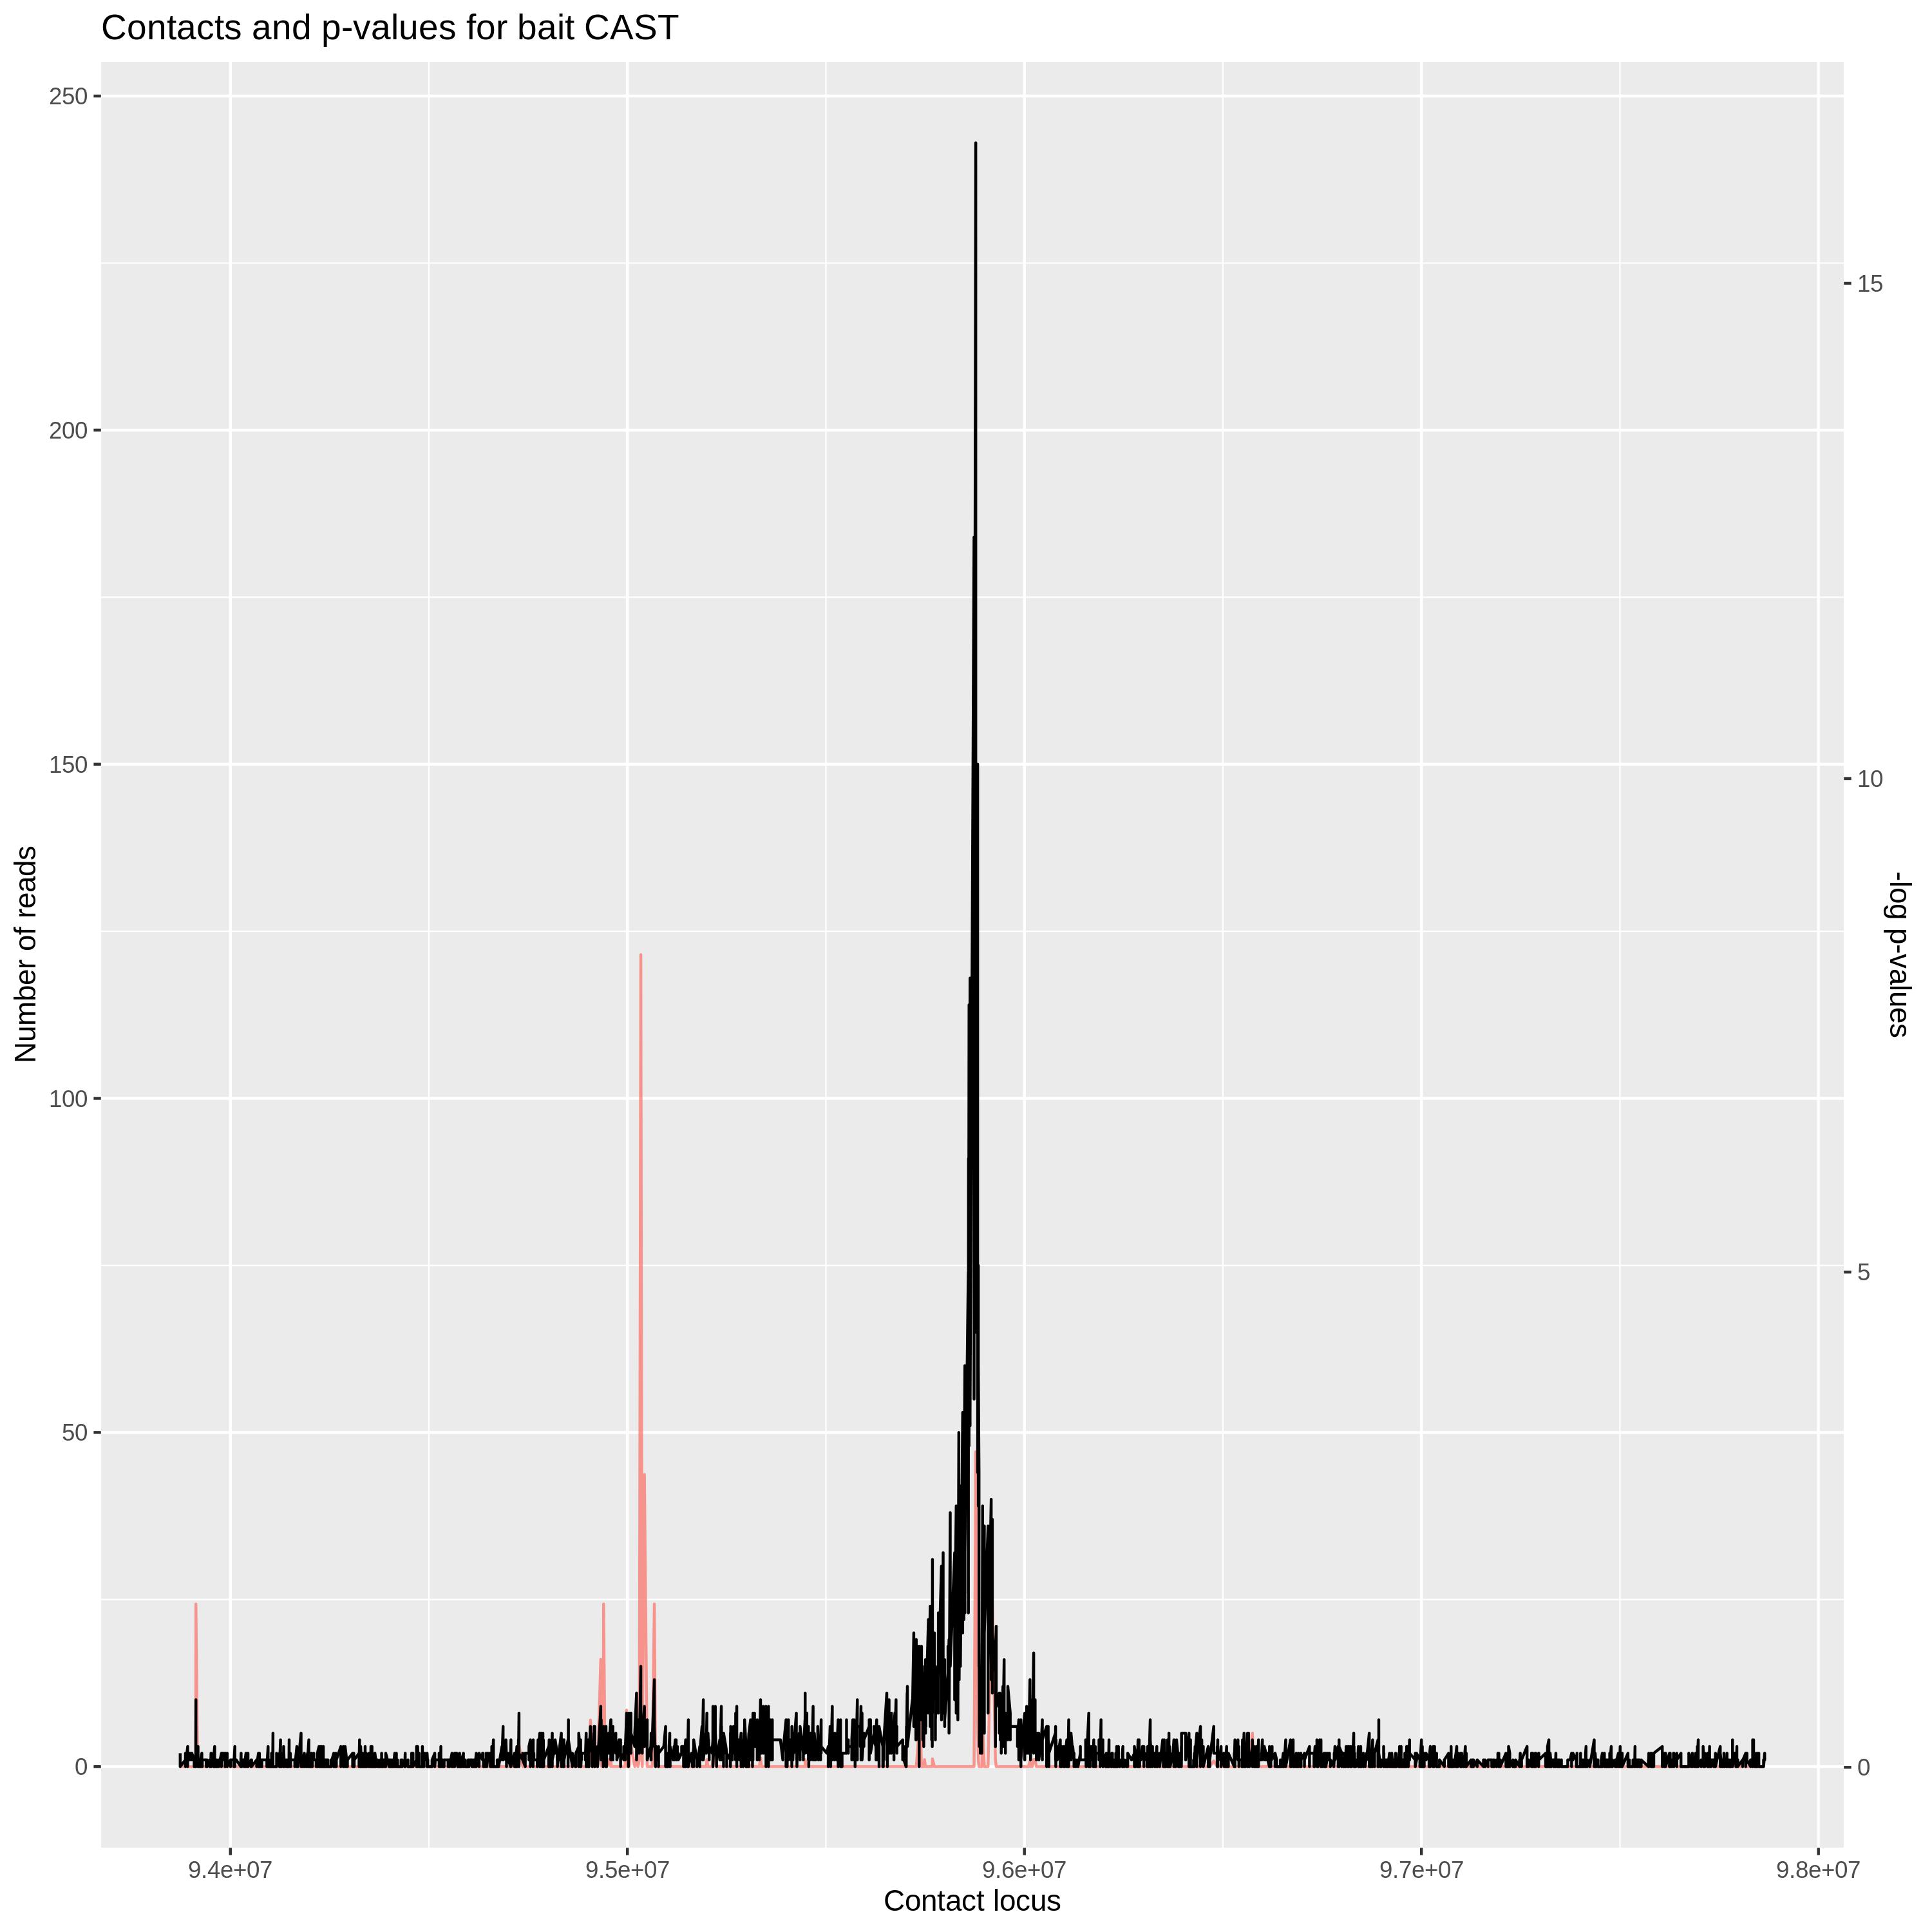 Contacts and p-values for bait CAST
250
200
150
100
50
0
Number of reads
15
10
5
0
-log p-values
9.4e+07
9.5e+07
9.6e+07
9.7e+07
9.8e+07
Contact locus